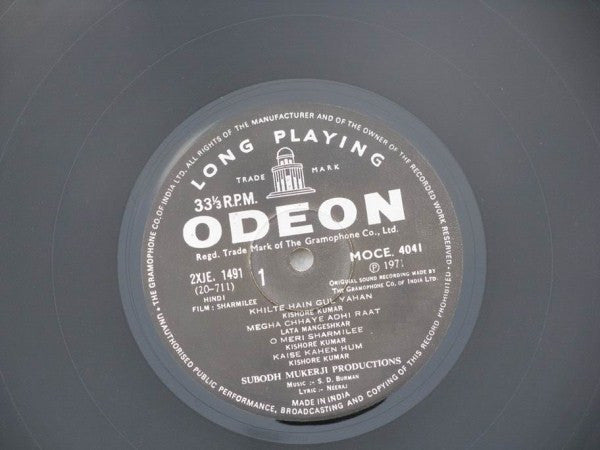 LONG PLAYING
TRADE MARK
33⅓ R.P.M.
ODEON
Regd. Trade Mark of The Gramophone Co., Ltd.
2XJE. 1491
(20-711)
1
MOCE. 4041
Ⓟ 1971
HINDI
FILM : SHARMILEE
ORIGINAL SOUND RECORDING MADE BY
THE GRAMOPHONE CO. OF INDIA LTD.
KHILTE HAIN GUL YAHAN
KISHORE KUMAR
MEGHA CHHAYE ADHI RAAT
LATA MANGESHKAR
O MERI SHARMILEE
KISHORE KUMAR
KAISE KAHEN HUM
KISHORE KUMAR
SUBODH MUKERJI PRODUCTIONS
Music :- S. D. Burman
Lyric :- Neeraj
MADE IN INDIA
• THE GRAMOPHONE CO. OF INDIA LTD. ALL RIGHTS OF THE MANUFACTURER AND OF THE OWNER OF THE RECORDED WORK RESERVED •
UNAUTHORISED PUBLIC PERFORMANCE, BROADCASTING AND COPYING OF THIS RECORD PROHIBITED